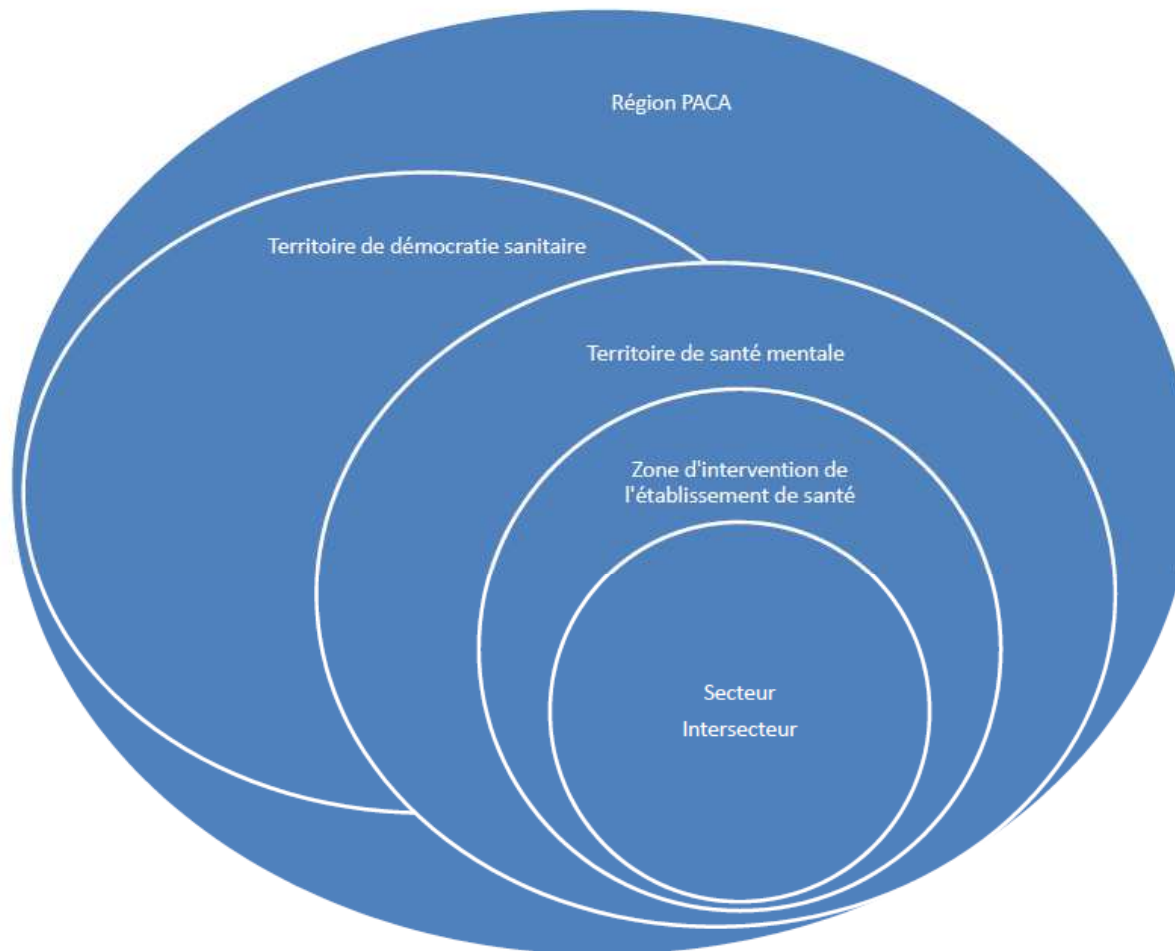 Région PACA
Territoire de démocratie sanitaire
Territoire de santé mentale
Zone d'intervention de
l'établissement de santé
Secteur
Intersecteur